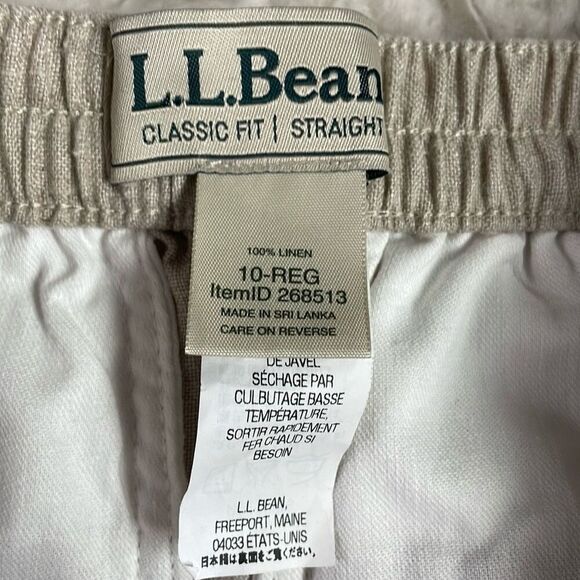 L.L.Bean
CLASSIC FIT | STRAIGHT
100% LINEN
10-REG
ItemID 268513
MADE IN SRI LANKA
CARE ON REVERSE
DE JAVEL
SÉCHAGE PAR
CULBUTAGE BASSE
TEMPÉRATURE,
SORTIR RAPIDEMENT
FER CHAUD SI
BESOIN
L.L. BEAN,
FREEPORT, MAINE
04033 ÉTATS-UNIS
日本語は裏面をご覧ください。